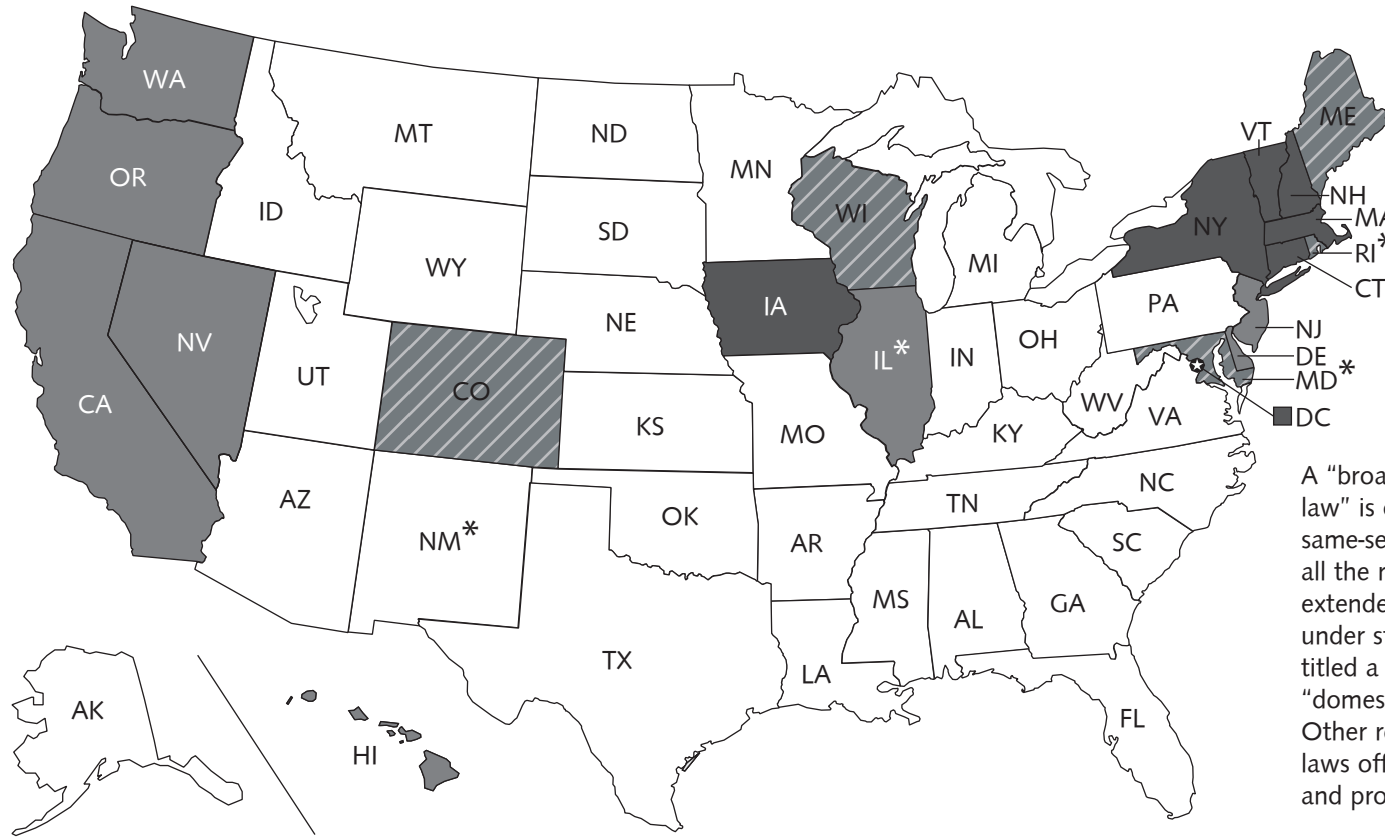 WA
OR
CA
NV
ID
MT
WY
UT
CO
AZ
NM*
ND
SD
NE
KS
OK
TX
MN
IA
MO
AR
LA
WI
IL*
MI
IN
OH
KY
TN
MS
AL
GA
FL
SC
NC
VA
WV
PA
NY
VT
ME
NH
MA
RI*
CT
NJ
DE
MD*
DC
AK
HI
A “broa
law” is
same-se
all the
extende
under
titled a
“domes
Other
laws off
and pro